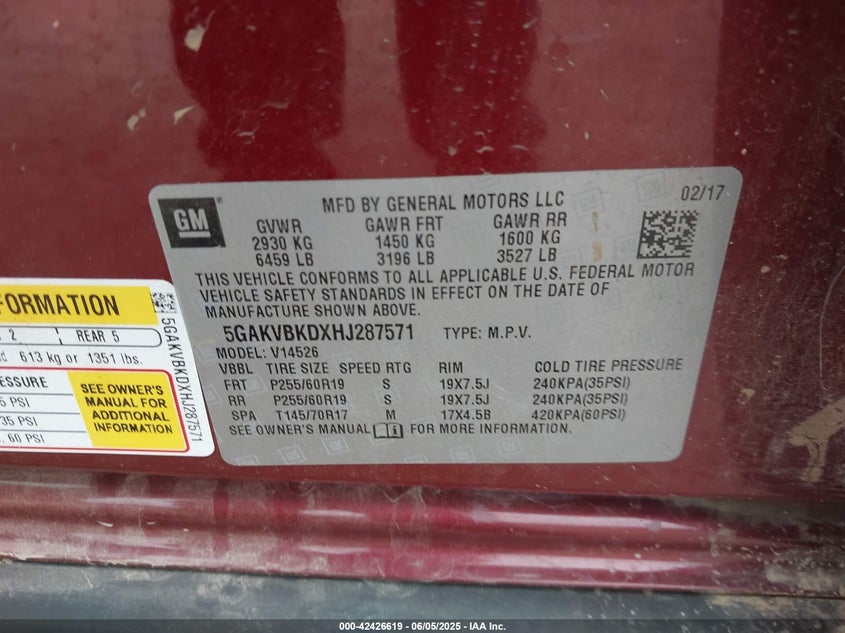 GM
MFD BY GENERAL MOTORS LLC 02/17
GVWR GAWR FRT GAWR RR
2930 KG 1450 KG 1600 KG
6459 LB 3196 LB 3527 LB
THIS VEHICLE CONFORMS TO ALL APPLICABLE U.S. FEDERAL MOTOR
VEHICLE SAFETY STANDARDS IN EFFECT ON THE DATE OF
MANUFACTURE SHOWN ABOVE.
5GAKVBKDXHJ287571 TYPE: M.P.V.
MODEL: V14526
VBBL TIRE SIZE SPEED RTG RIM COLD TIRE PRESSURE
FRT P255/60R19 S 19X7.5J 240KPA(35PSI)
RR P255/60R19 S 19X7.5J 240KPA(35PSI)
SPA T145/70R17 M 17X4.5B 420KPA(60PSI)
SEE OWNER'S MANUAL FOR MORE INFORMATION
FORMATION
2 REAR 5
613 kg or 1351 lbs.
PRESSURE
5 PSI
35 PSI
60 PSI
SEE OWNER'S
MANUAL FOR
ADDITIONAL
INFORMATION
5GAKVBKDXHJ287571
000-42426619 - 06/05/2025 - IAA Inc.